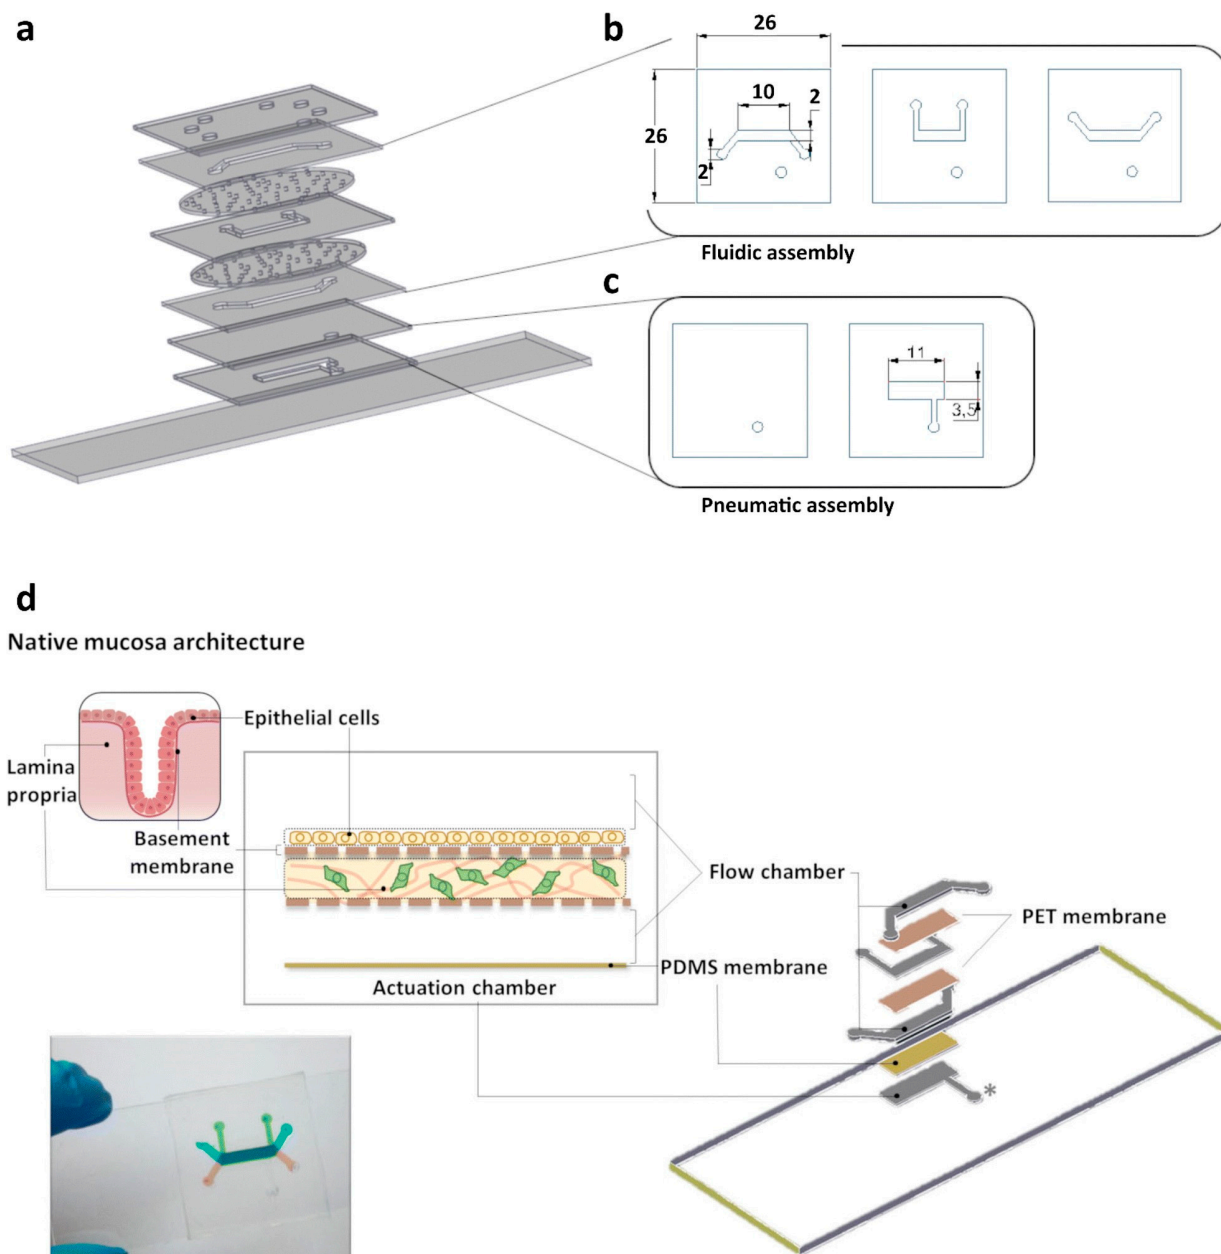 a
b
26
10
2
26
2
Fluidic assembly
c
11
3,5
Pneumatic assembly
d
Native mucosa architecture
Epithelial cells
Lamina
propria
Basement
membrane
Flow chamber
PET membrane
PDMS membrane
Actuation chamber
*